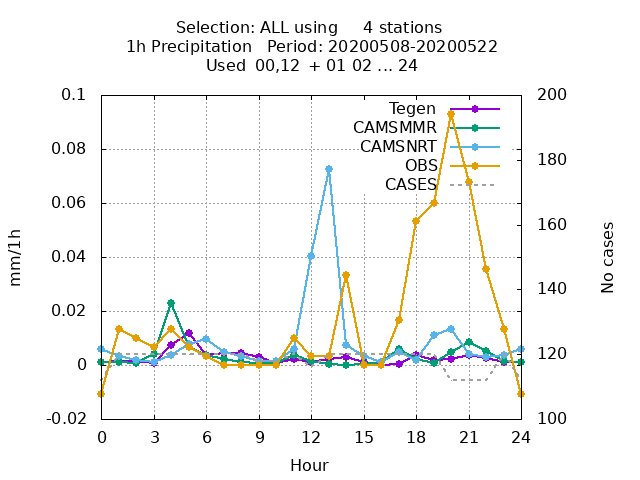 Selection: ALL using     4 stations
1h Precipitation   Period: 20200508-20200522
Used  00,12  + 01 02 ... 24
0.1
0.08
0.06
0.04
0.02
0
-0.02
mm/1h
Tegen
CAMSMMR
CAMSNRT
OBS
CASES
200
180
160
140
120
100
No cases
0 3 6 9 12 15 18 21 24
Hour